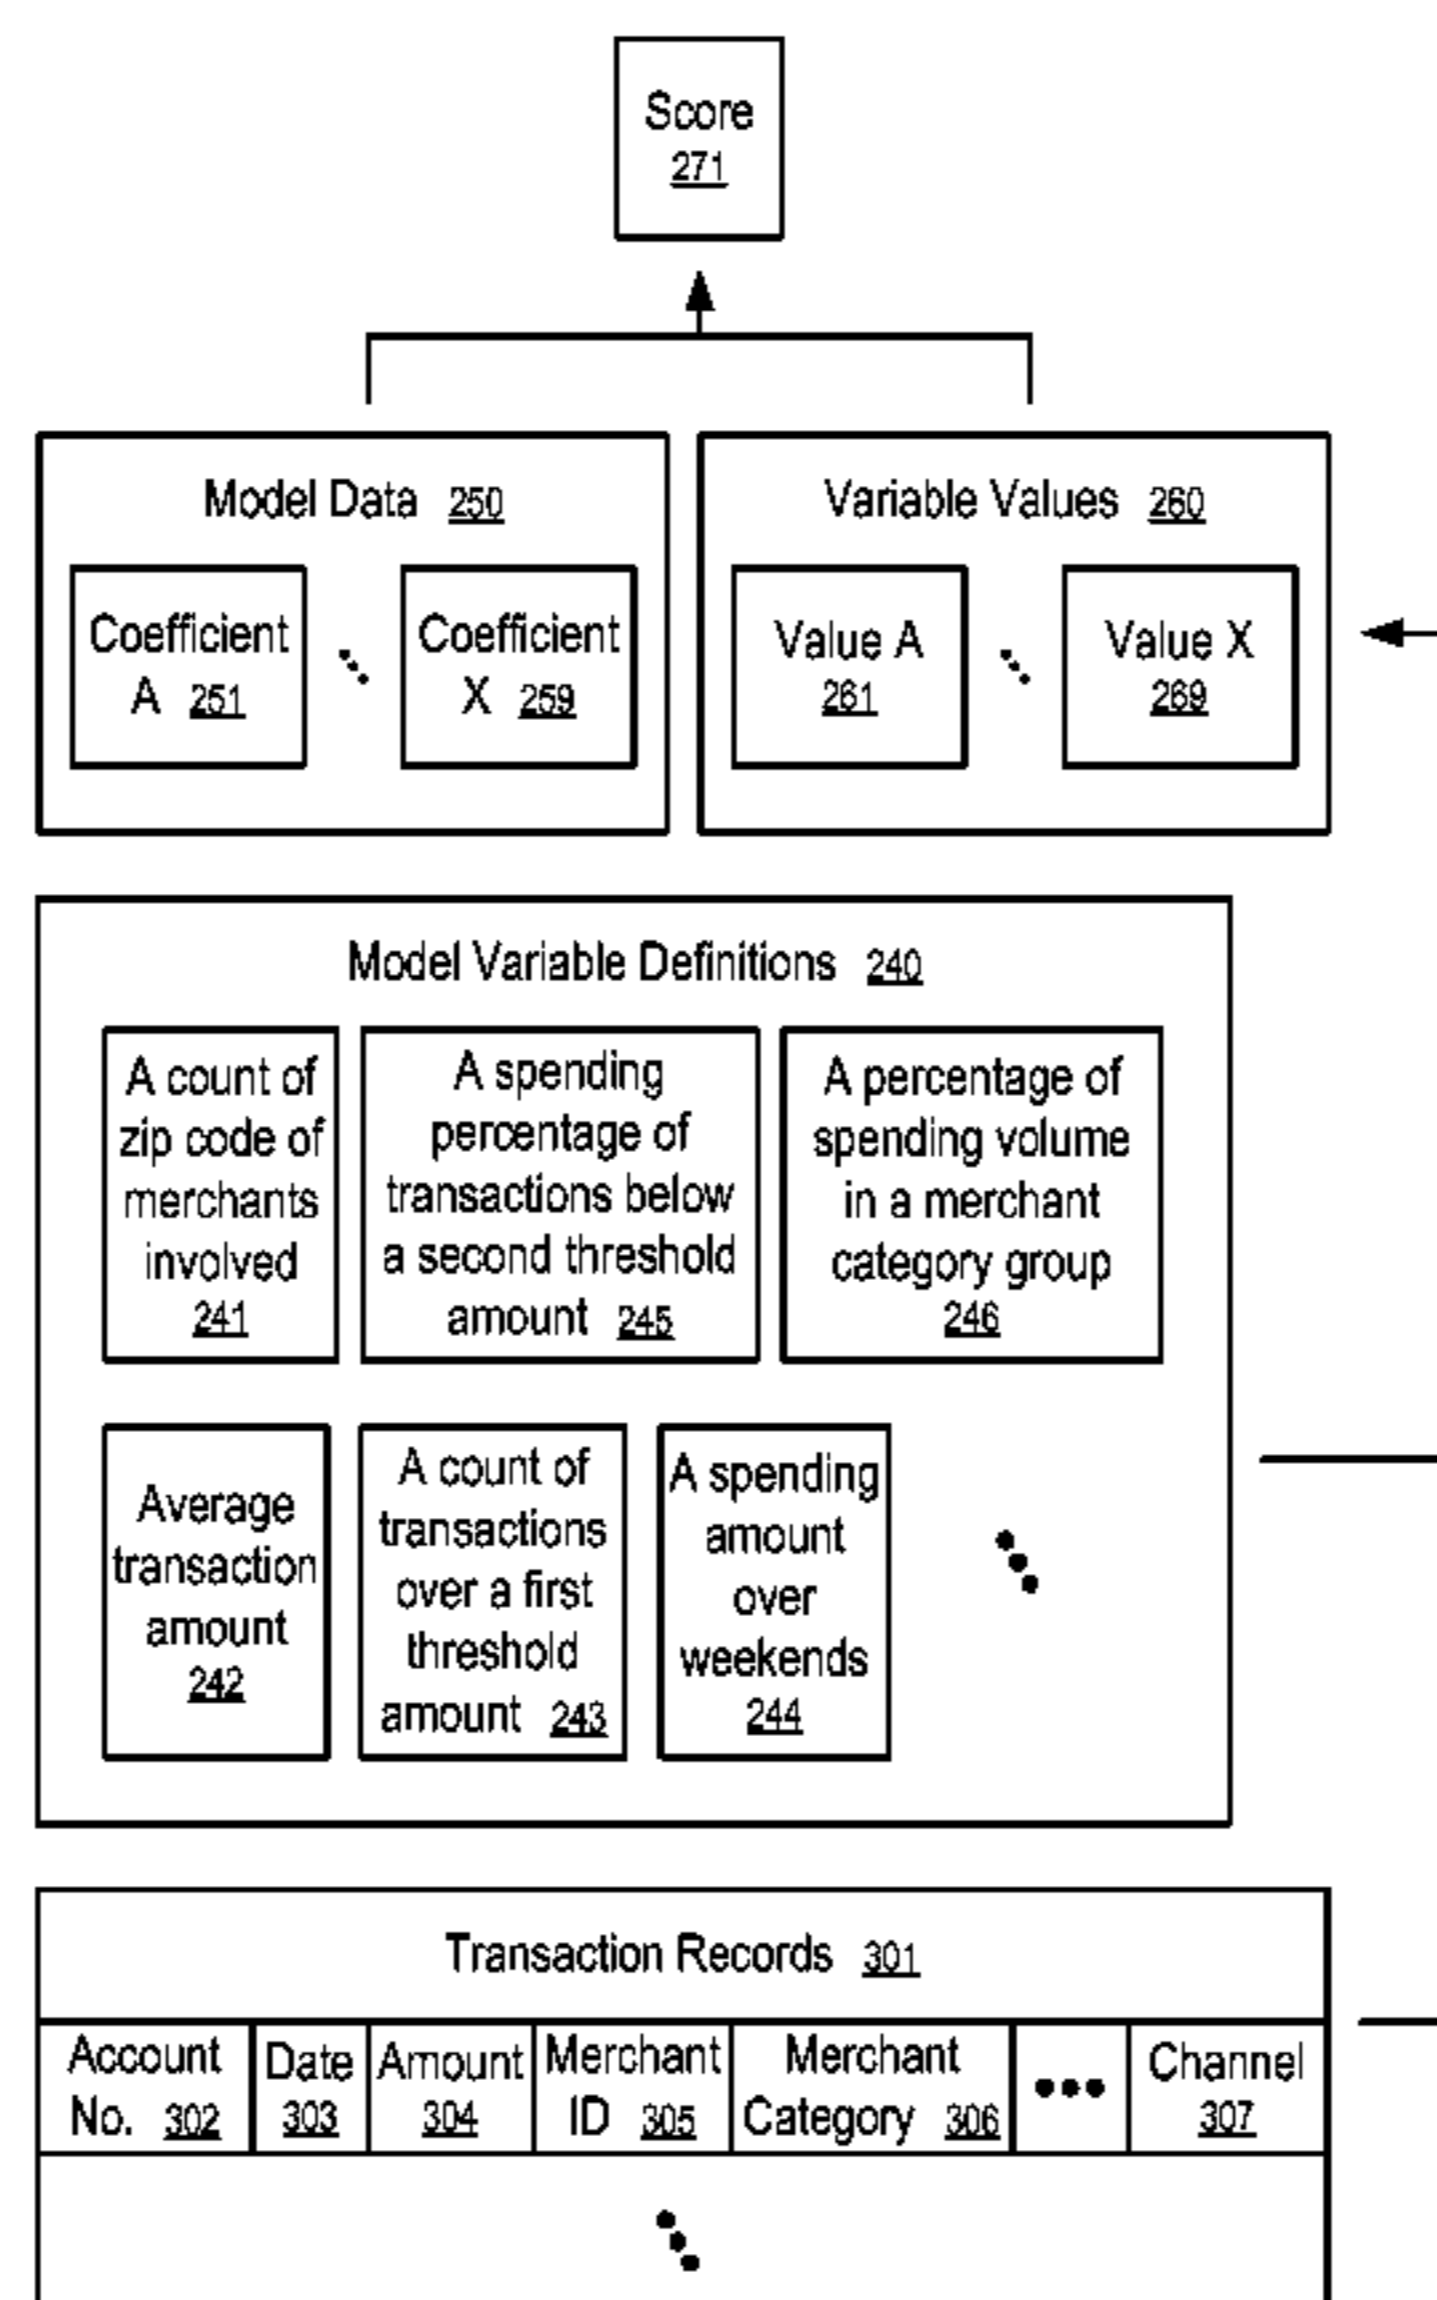 Score
271
Model Data 250
Coefficient
A 251
Coefficient
X 259
Variable Values 260
Value A
261
Value X
269
Model Variable Definitions 240
A count of
zip code of
merchants
involved
241
A spending
percentage of
transactions below
a second threshold
amount 245
A percentage of
spending volume
in a merchant
category group
246
Average
transaction
amount
242
A count of
transactions
over a first
threshold
amount 243
A spending
amount
over
weekends
244
Transaction Records 301
Account
No. 302
Date
303
Amount
304
Merchant
ID 305
Merchant
Category 306
Channel
307